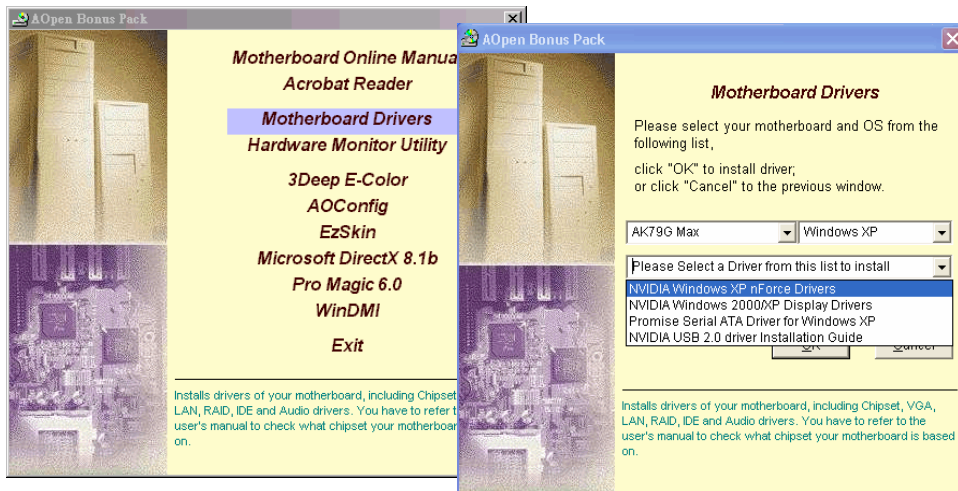 AOpen Bonus Pack
Motherboard Online Manua
Acrobat Reader
Motherboard Drivers
Hardware Monitor Utility
3Deep E-Color
AOConfig
EzSkin
Microsoft DirectX 8.1b
Pro Magic 6.0
WinDMI
Exit
Installs drivers of your motherboard, including Chipset
LAN, RAID, IDE and Audio drivers. You have to refer t
user's manual to check what chipset your motherboar
on.
AOpen Bonus Pack
Motherboard Drivers
Please select your motherboard and OS from the
following list,
click "OK" to install driver;
or click "Cancel" to the previous window.
AK79G Max
Windows XP
Please Select a Driver from this list to install
NVIDIA Windows XP nForce Drivers
NVIDIA Windows 2000/XP Display Drivers
Promise Serial ATA Driver for Windows XP
NVIDIA USB 2.0 driver Installation Guide
OK
Cancel
Installs drivers of your motherboard, including Chipset, VGA,
LAN, RAID, IDE and Audio drivers. You have to refer to the
user's manual to check what chipset your motherboard is based
on.